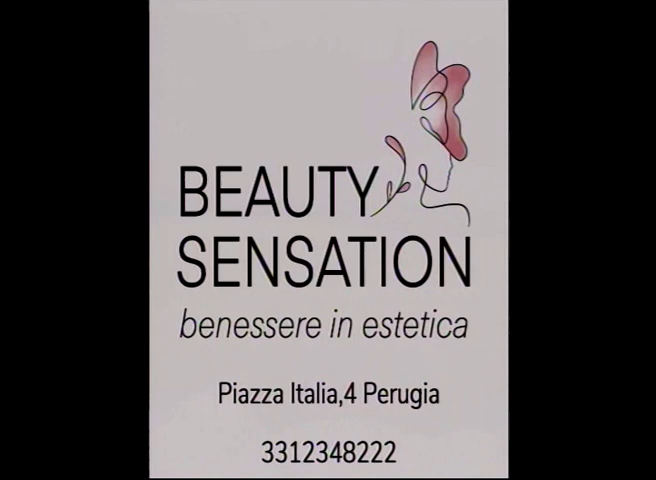 BEAUTY
SENSATION
benessere in estetica
Piazza Italia,4 Perugia
3312348222